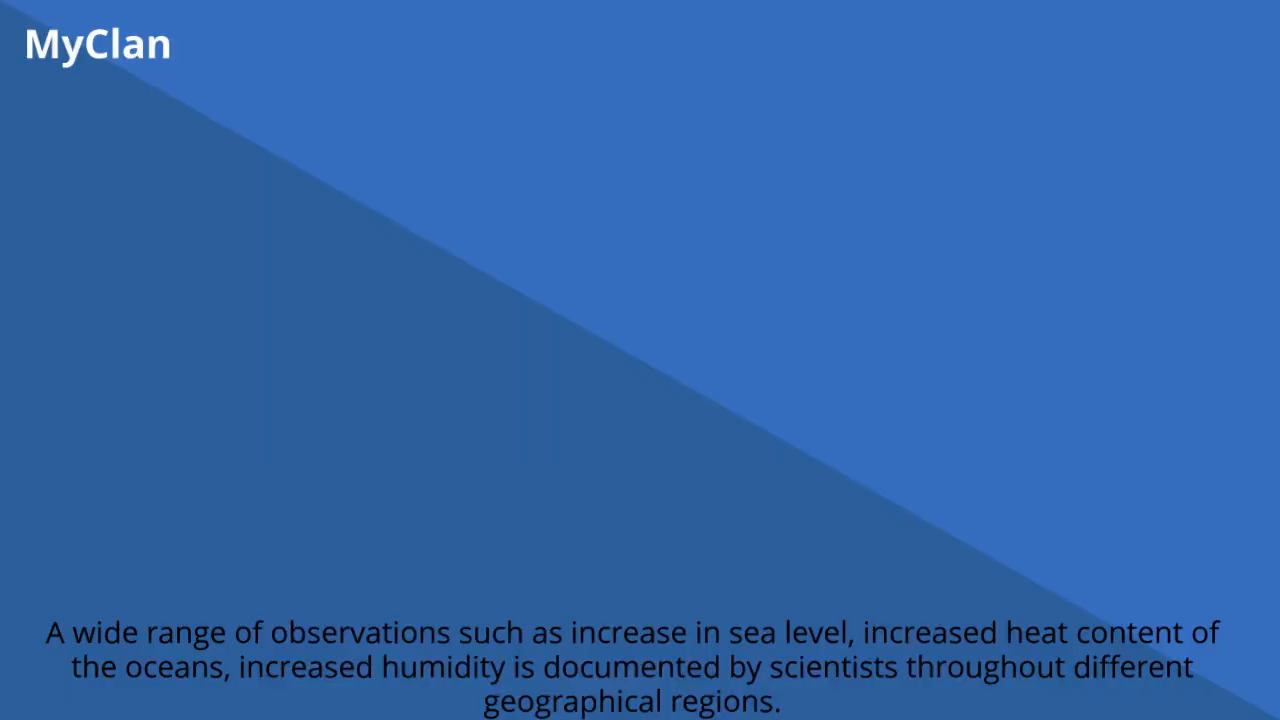 MyClan
A wide range of observations such as increase in sea level, increased heat content of
the oceans, increased humidity is documented by scientists throughout different
geographical regions.